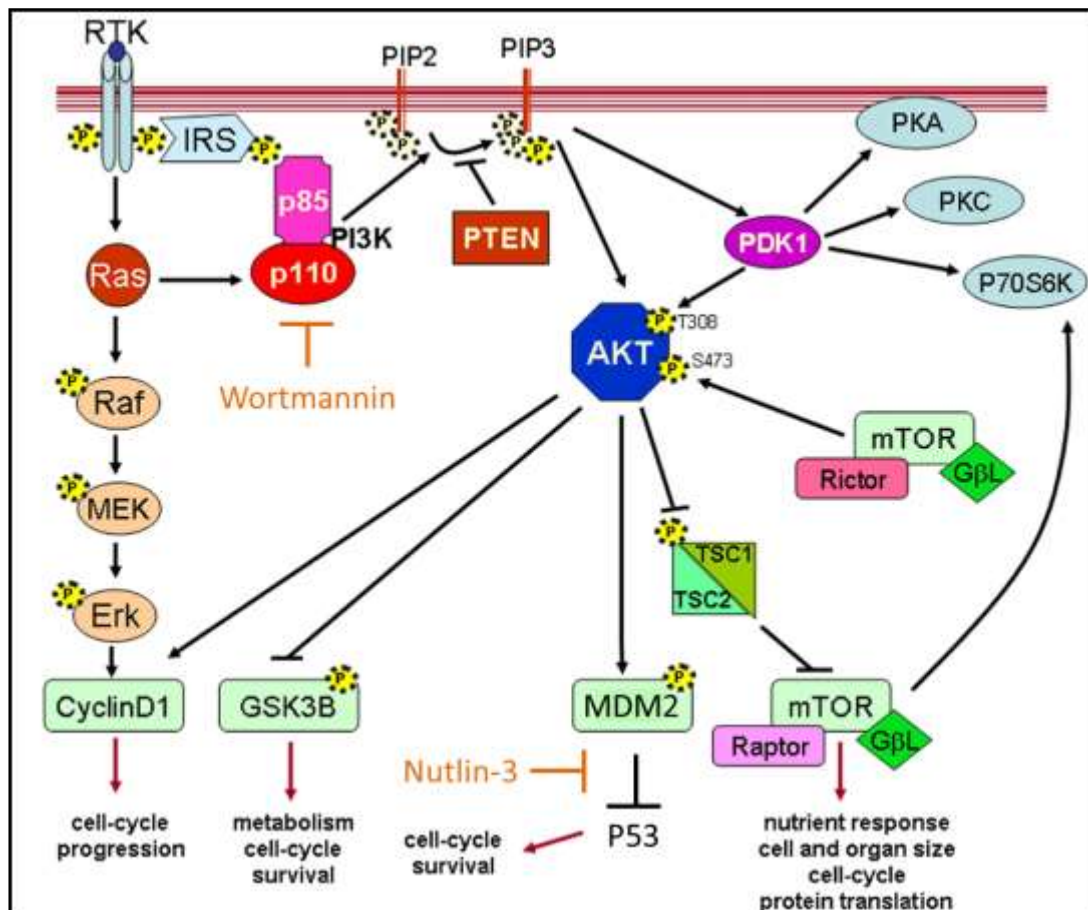 RTK
PIP2
PIP3
P
P
IRS
P
P
P
P
P
P
PKA
p85
PI3K
p110
PTEN
PDK1
PKC
P70S6K
Ras
Wortmannin
AKT
P
T308
P
S473
P
Raf
mTOR
Rictor
GβL
P
MEK
P
TSC1
TSC2
P
Erk
CyclinD1
GSK3B
P
MDM2
P
mTOR
Raptor
GβL
Nutlin-3
P53
cell-cycle
progression
metabolism
cell-cycle
survival
cell-cycle
survival
nutrient response
cell and organ size
cell-cycle
protein translation